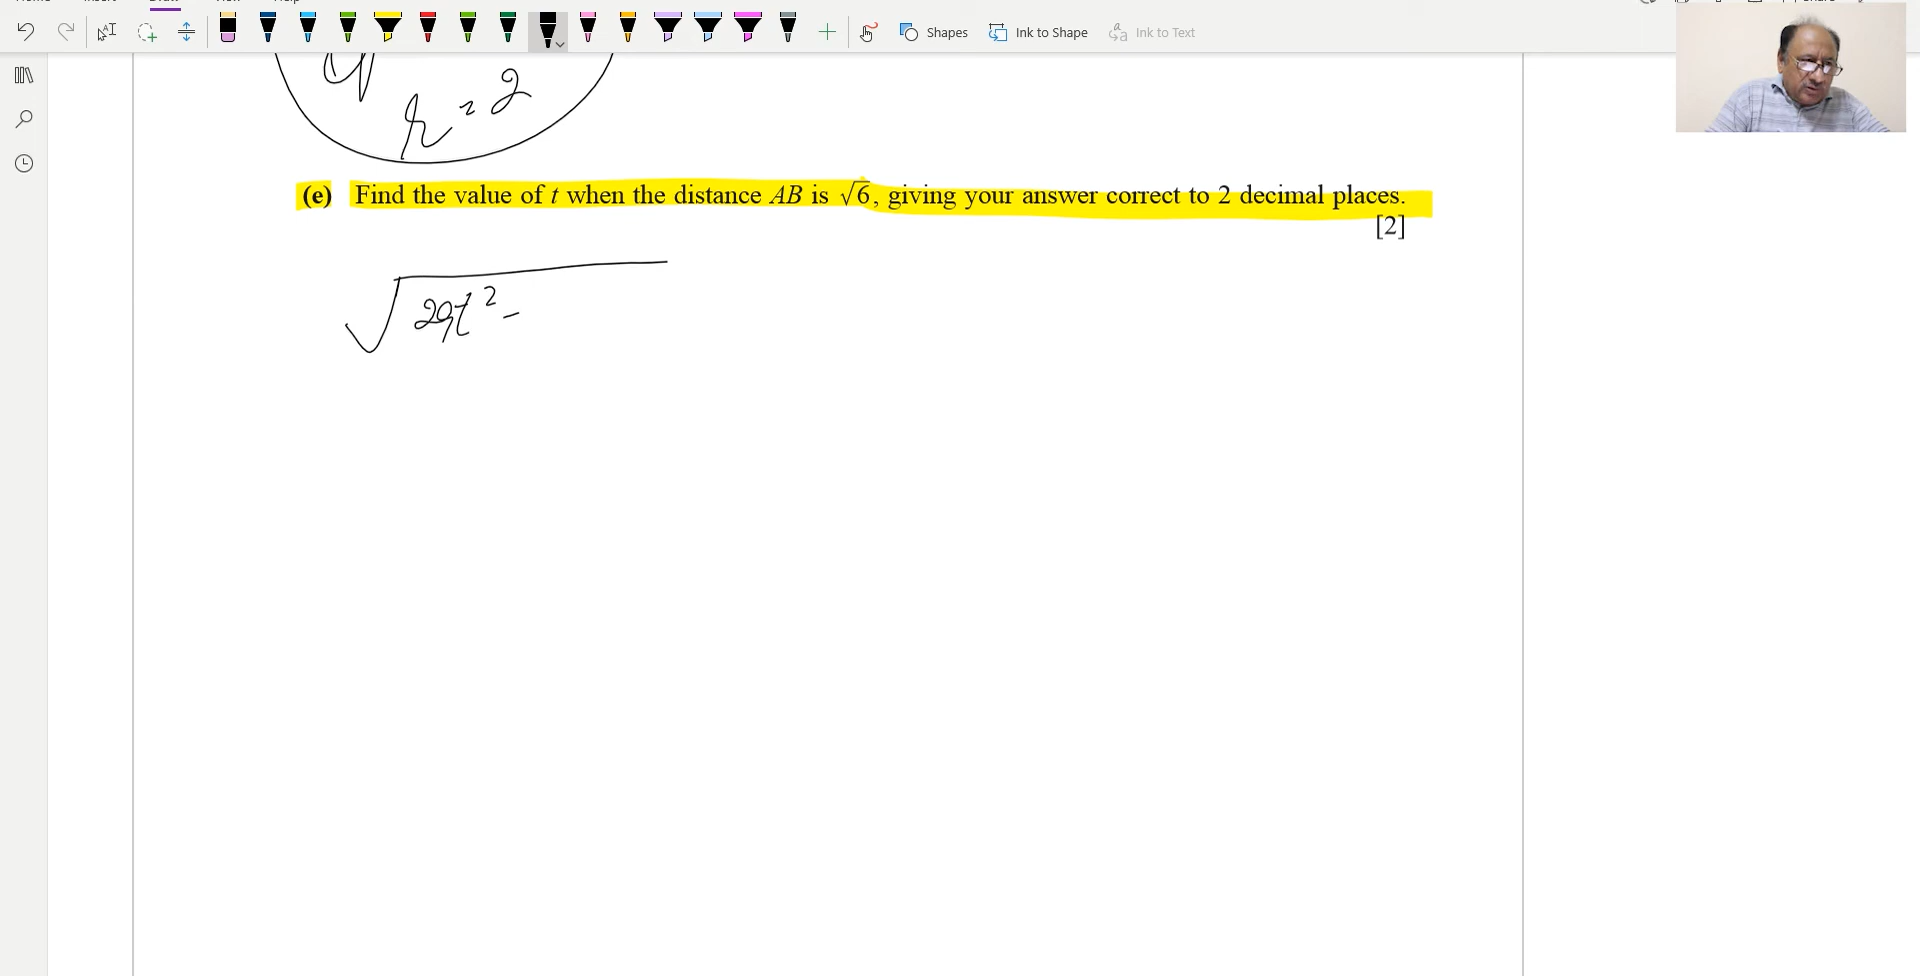 Shapes Ink to Shape Ink to Text
r = 2
(e) Find the value of t when the distance AB is √6, giving your answer correct to 2 decimal places.
[2]
√29t² -